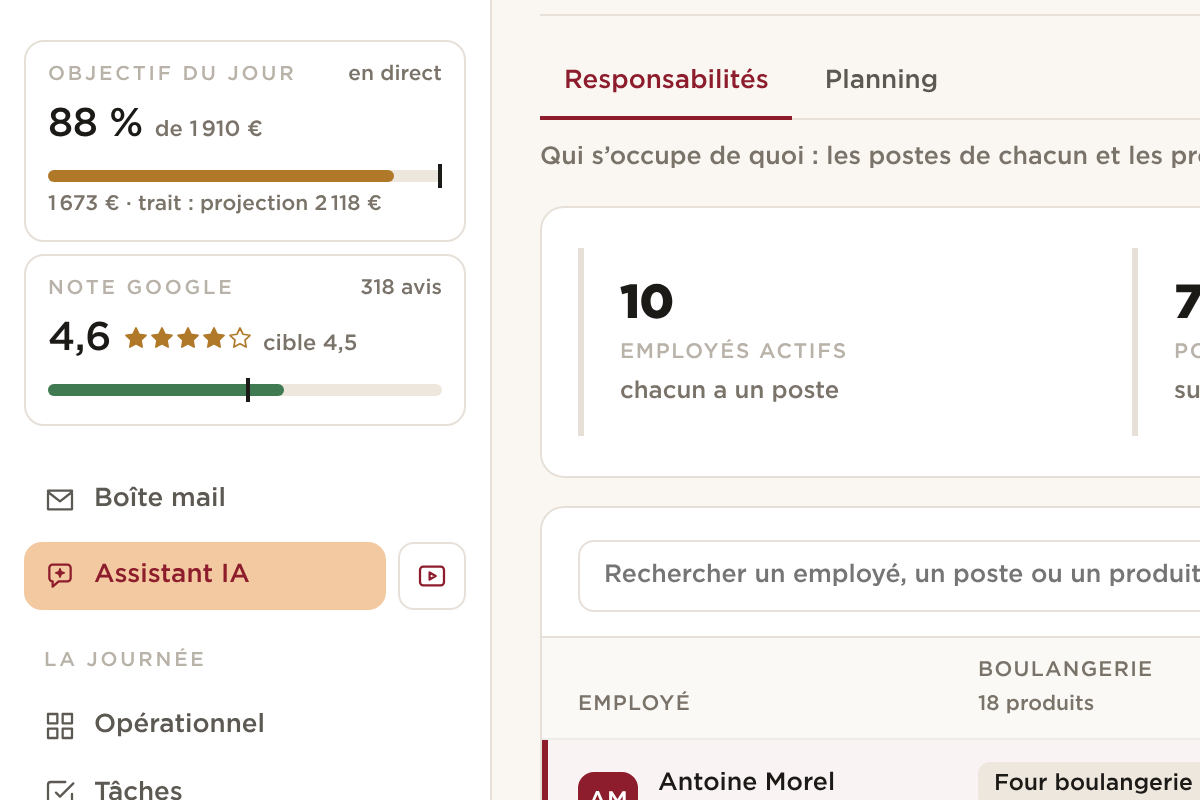 OBJECTIF DU JOUR en direct
88 % de 1 910 €
1 673 € · trait : projection 2 118 €
NOTE GOOGLE 318 avis
4,6 cible 4,5
Boîte mail
Assistant IA
LA JOURNÉE
Opérationnel
Tâches
Responsabilités Planning
Qui s’occupe de quoi : les postes de chacun et les
10
EMPLOYÉS ACTIFS
chacun a un poste
7
Rechercher un employé, un poste ou un produit
EMPLOYÉ
BOULANGERIE
18 produits
AM Antoine Morel Four boulangerie